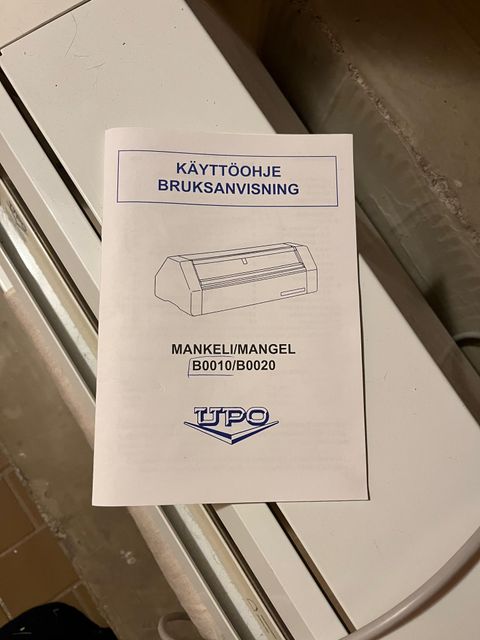 KÄYTTÖOHJE
BRUKSANVISNING
MANKELI/MANGEL
B0010/B0020
UPO